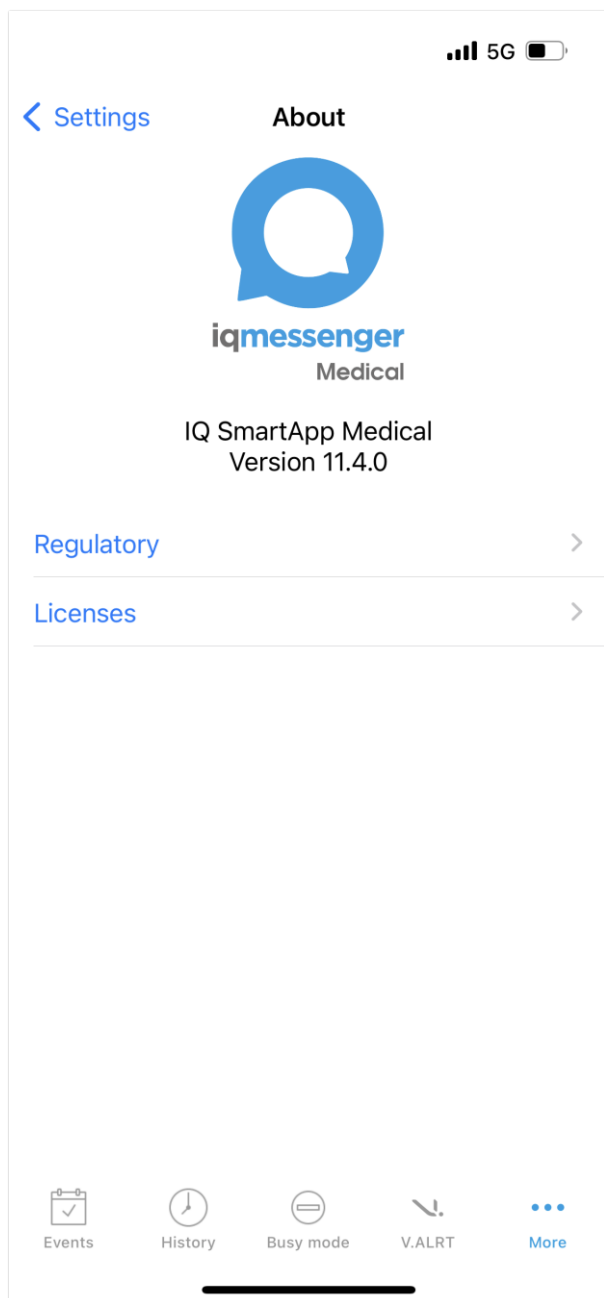 5G
Settings
About
iqmessenger
Medical
IQ SmartApp Medical
Version 11.4.0
Regulatory
Licenses
Events
History
Busy mode
V.ALRT
More